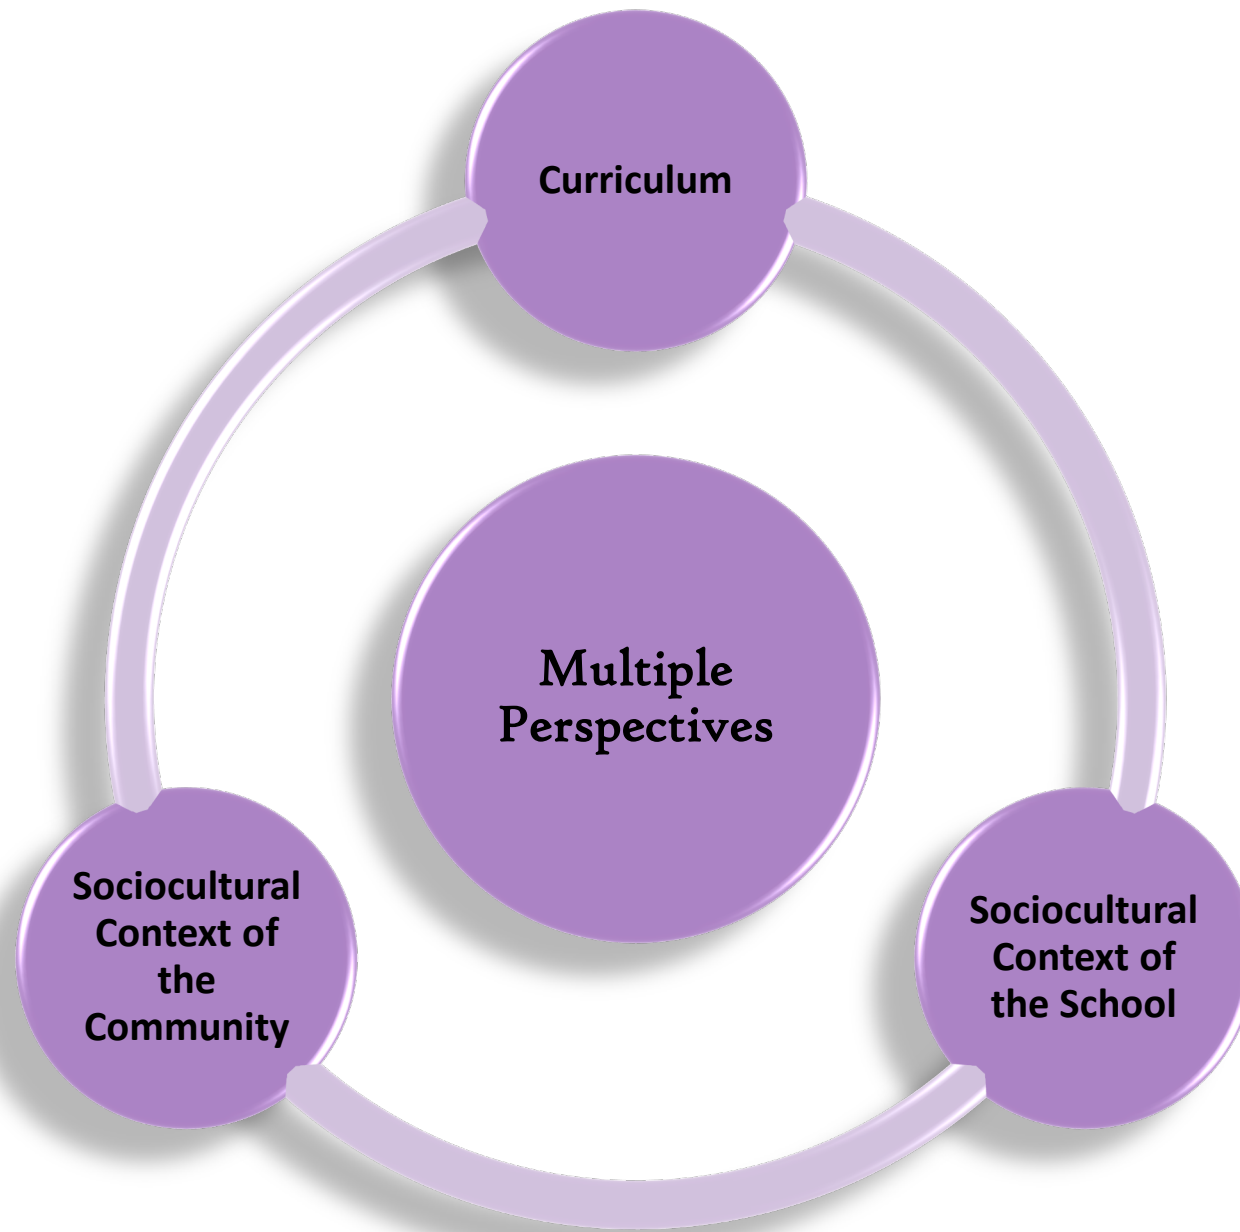 Curriculum
Multiple
Perspectives
Sociocultural
Context of
the
Community
Sociocultural
Context of
the School